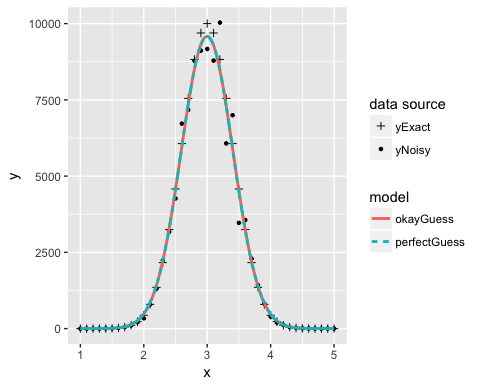 10000
7500
5000
2500
0
y
1
2
3
4
5
x
data source
yExact
yNoisy
model
okayGuess
perfectGuess